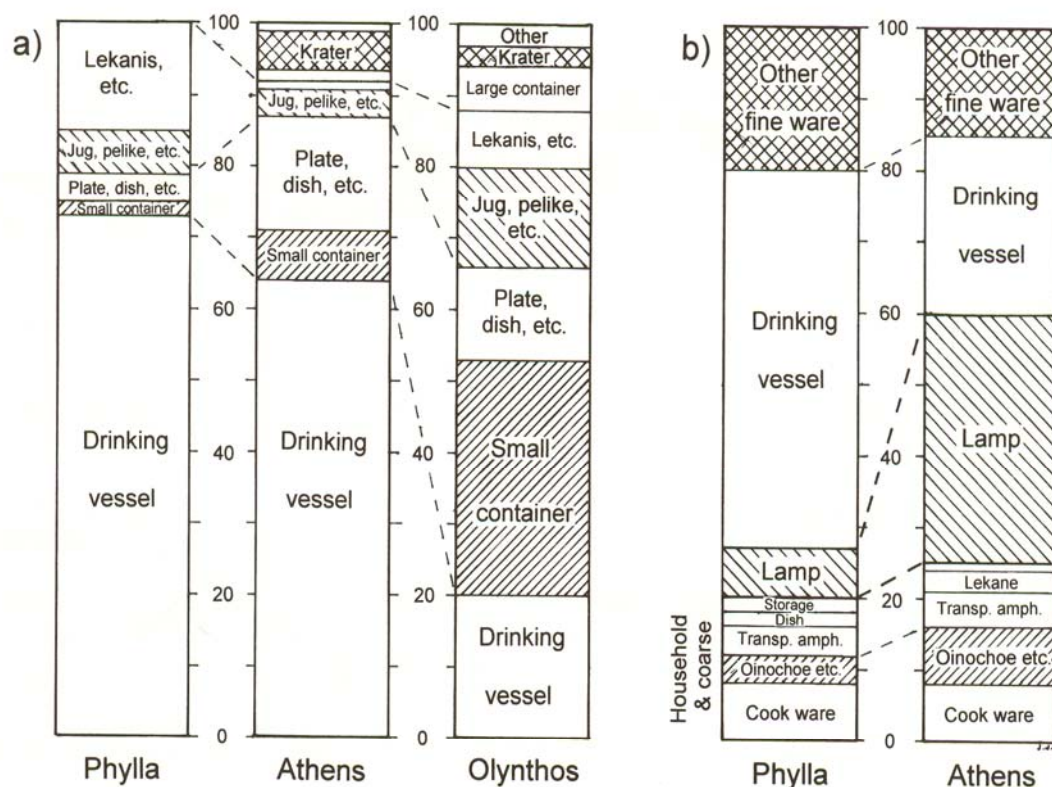 a)
100
80
60
40
20
0
Lekanis,
etc.
Jug, pelike, etc.
Plate, dish, etc.
Small container
Drinking
vessel
Phylla
Krater
Jug, pelike, etc.
Plate,
dish, etc.
Small container
Drinking
vessel
Athens
100
80
60
40
20
0
Other
Krater
Large container
Lekanis, etc.
Jug, pelike,
etc.
Plate,
dish, etc.
Small
container
Drinking
vessel
Olynthos
b)
Household
& coarse
Other
fine ware
Drinking
vessel
Lamp
Storage
Dish
Transp. amph.
Oinochoe etc.
Cook ware
Phylla
100
80
60
40
20
0
Other
fine ware
Drinking
vessel
Lamp
Lekane
Transp. amph.
Oinochoe etc.
Cook ware
Athens